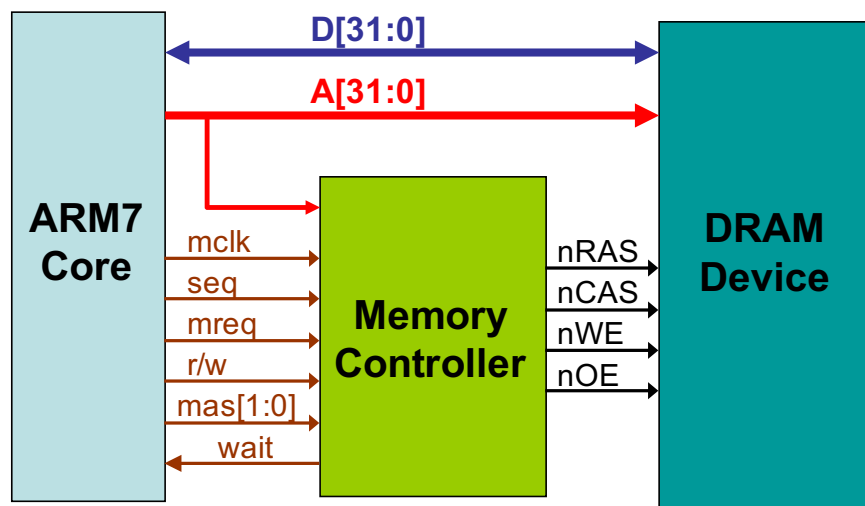 D[31:0]
A[31:0]
ARM7
Core
mclk
seq
mreq
r/w
mas[1:0]
wait
Memory
Controller
nRAS
nCAS
nWE
nOE
DRAM
Device